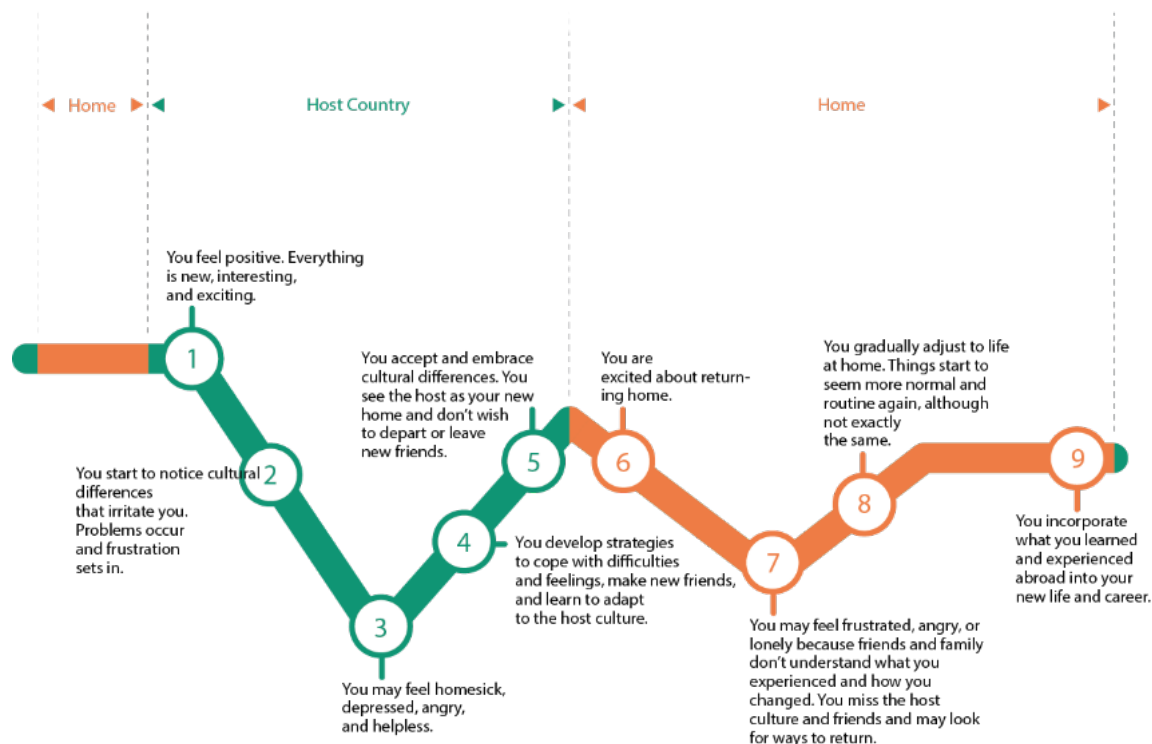 Home
Host Country
Home
You feel positive. Everything
is new, interesting,
and exciting.
1
You start to notice cultural
differences
that irritate you.
Problems occur
and frustration
sets in.
2
3
You may feel homesick,
depressed, angry,
and helpless.
4
You develop strategies
to cope with difficulties
and feelings, make new friends,
and learn to adapt
to the host culture.
You accept and embrace
cultural differences. You
see the host as your new
home and don't wish
to depart or leave
new friends.
5
You are
excited about return-
ing home.
6
7
You may feel frustrated, angry, or
lonely because friends and family
don't understand what you
experienced and how you
changed. You miss the host
culture and friends and may look
for ways to return.
You gradually adjust to life
at home. Things start to
seem more normal and
routine again, although
not exactly
the same.
8
9
You incorporate
what you learned
and experienced
abroad into your
new life and career.